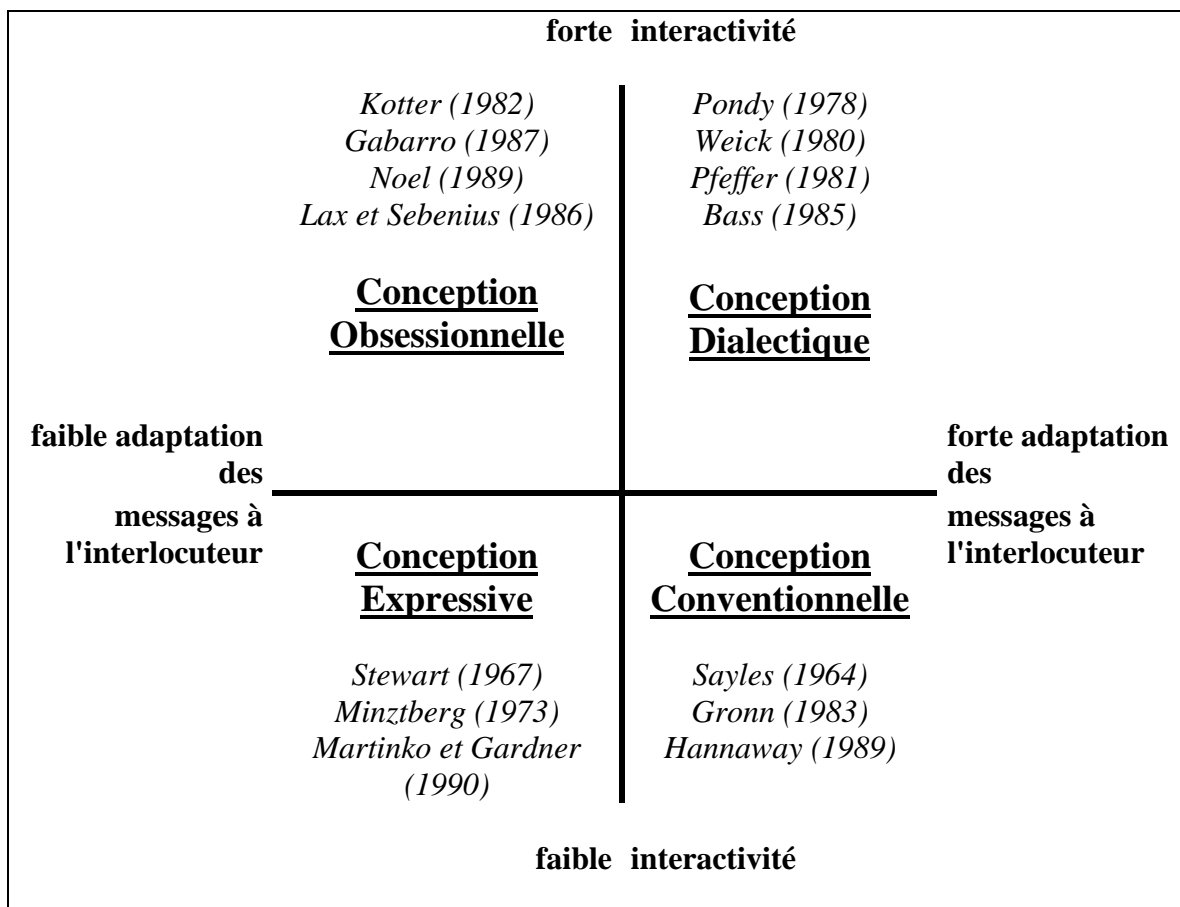 forte interactivité
Kotter (1982)
Gabarro (1987)
Noel (1989)
Lax et Sebenius (1986)
Conception
Obsessionnelle
Pondy (1978)
Weick (1980)
Pfeffer (1981)
Bass (1985)
Conception
Dialectique
faible adaptation
des
messages à
l'interlocuteur
forte adaptation
des
messages à
l'interlocuteur
Conception
Expressive
Stewart (1967)
Minztberg (1973)
Martinko et Gardner
(1990)
Conception
Conventionnelle
Sayles (1964)
Gronn (1983)
Hannaway (1989)
faible interactivité